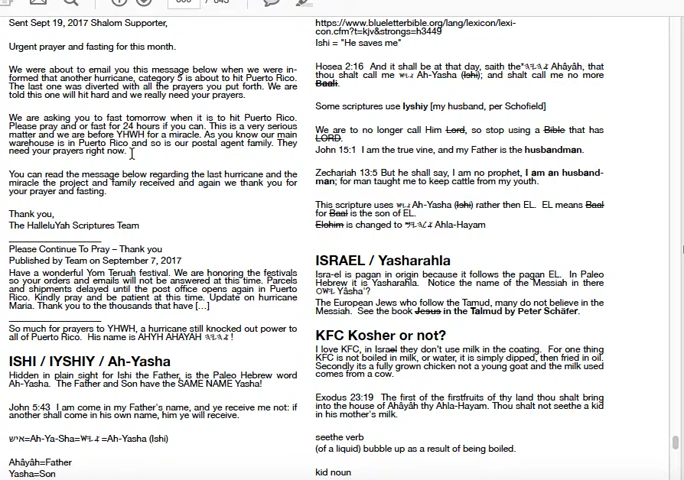 Sent Sept 19, 2017 Shalom Supporter,
Urgent prayer and fasting for this month.
We were about to email you this message below when we were in-
formed that another hurricane, category 5 is about to hit Puerto Rico.
The last one was diverted with all the prayers you put forth. We are
told this will hit hard and we really need your prayers.
We are asking you to fast tomorrow when it is to hit Puerto Rico.
Please pray and or fast for 24 hours if you can. This is a very serious
matter and we are before YHWH for a miracle. As you know our main
warehouse is in Puerto Rico and so is our postal agent family. They
need your prayers right now.
You can read the message below regarding the last hurricane and the
miracle the project and family received and again we thank you for
your prayer and fasting.
Thank you,
The HalleluYah Scriptures Team
Please Continue To Pray – Thank you
Published by Team on September 7, 2017
Have a wonderful Yom Teruah festival. We are honoring the festivals
so your orders and emails will not be answered at this time. Parcels
and shipments delayed until the post office opens again in Puerto
Rico. Kindly pray and be patient at this time. Update on hurricane
Maria. Thank you to the thousands that have [...]
So much for prayers to YHWH, a hurricane still knocked out power to
all of Puerto Rico. His name is AHYH AHAYAH 𐤀𐤄𐤉𐤄!
ISHI / IYSHIY / Ah-Yasha
Hidden in plain sight for Ishi the Father, is the Paleo Hebrew word
Ah-Yasha. The Father and Son have the SAME NAME Yasha!
John 5:43 I am come in my Father's name, and ye receive me not: if
another shall come in his own name, him ye will receive.
איש=Ah-Ya-Sha=𐤀𐤉𐤔=Ah-Yasha (Ishi)
Ahâyâh=Father
Yasha=Son
https://www.blueletterbible.org/lang/lexicon/lexi-
con.cfm?t=kjv&strongs=h3449
Ishi = "He saves me"
Hosea 2:16 And it shall be at that day, saith the 𐤀𐤄𐤉𐤄 Ahâyâh, that
thou shalt call me 𐤀𐤉𐤔 Ah-Yasha (Ishi); and shalt call me no more
Baali.
Some scriptures use Iyshiy [my husband, per Schofield]
We are to no longer call Him Lord, so stop using a Bible that has
LORD.
John 15:1 I am the true vine, and my Father is the husbandman.
Zechariah 13:5 But he shall say, I am no prophet, I am an husband-
man; for man taught me to keep cattle from my youth.
This scripture uses 𐤀𐤉𐤔 Ah-Yasha (Ishi) rather then EL. EL means Baal
for Baal is the son of EL.
Elohim is changed to Ahla-Hayam
ISRAEL / Yasharahla
Isra-el is pagan in origin because it follows the pagan EL. In Paleo
Hebrew it is Yasharahla. Notice the name of the Messiah in there
Yâsha'?
The European Jews who follow the Tamud, many do not believe in the
Messiah. See the book Jesus in the Talmud by Peter Schäfer.
KFC Kosher or not?
I love KFC, in Israel they don't use milk in the coating. For one thing
KFC is not boiled in milk, or water, it is simply dipped, then fried in oil.
Secondly its a fully grown chicken not a young goat and the milk used
comes from a cow.
Exodus 23:19 The first of the firstfruits of thy land thou shalt bring
into the house of Ahâyâh thy Ahla-Hayam. Thou shalt not seethe a kid
in his mother's milk.
seethe verb
(of a liquid) bubble up as a result of being boiled.
kid noun